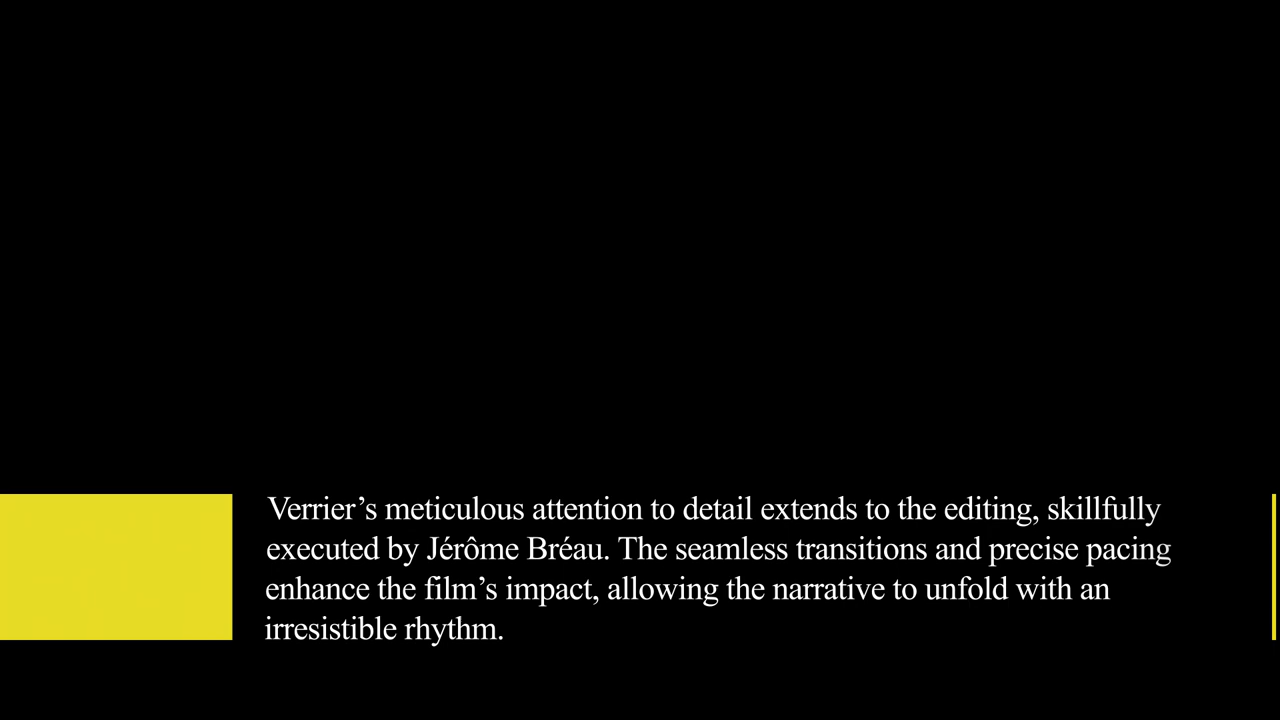 Verrier’s meticulous attention to detail extends to the editing, skillfully
executed by Jérôme Bréau. The seamless transitions and precise pacing
enhance the film’s impact, allowing the narrative to unfold with an
irresistible rhythm.